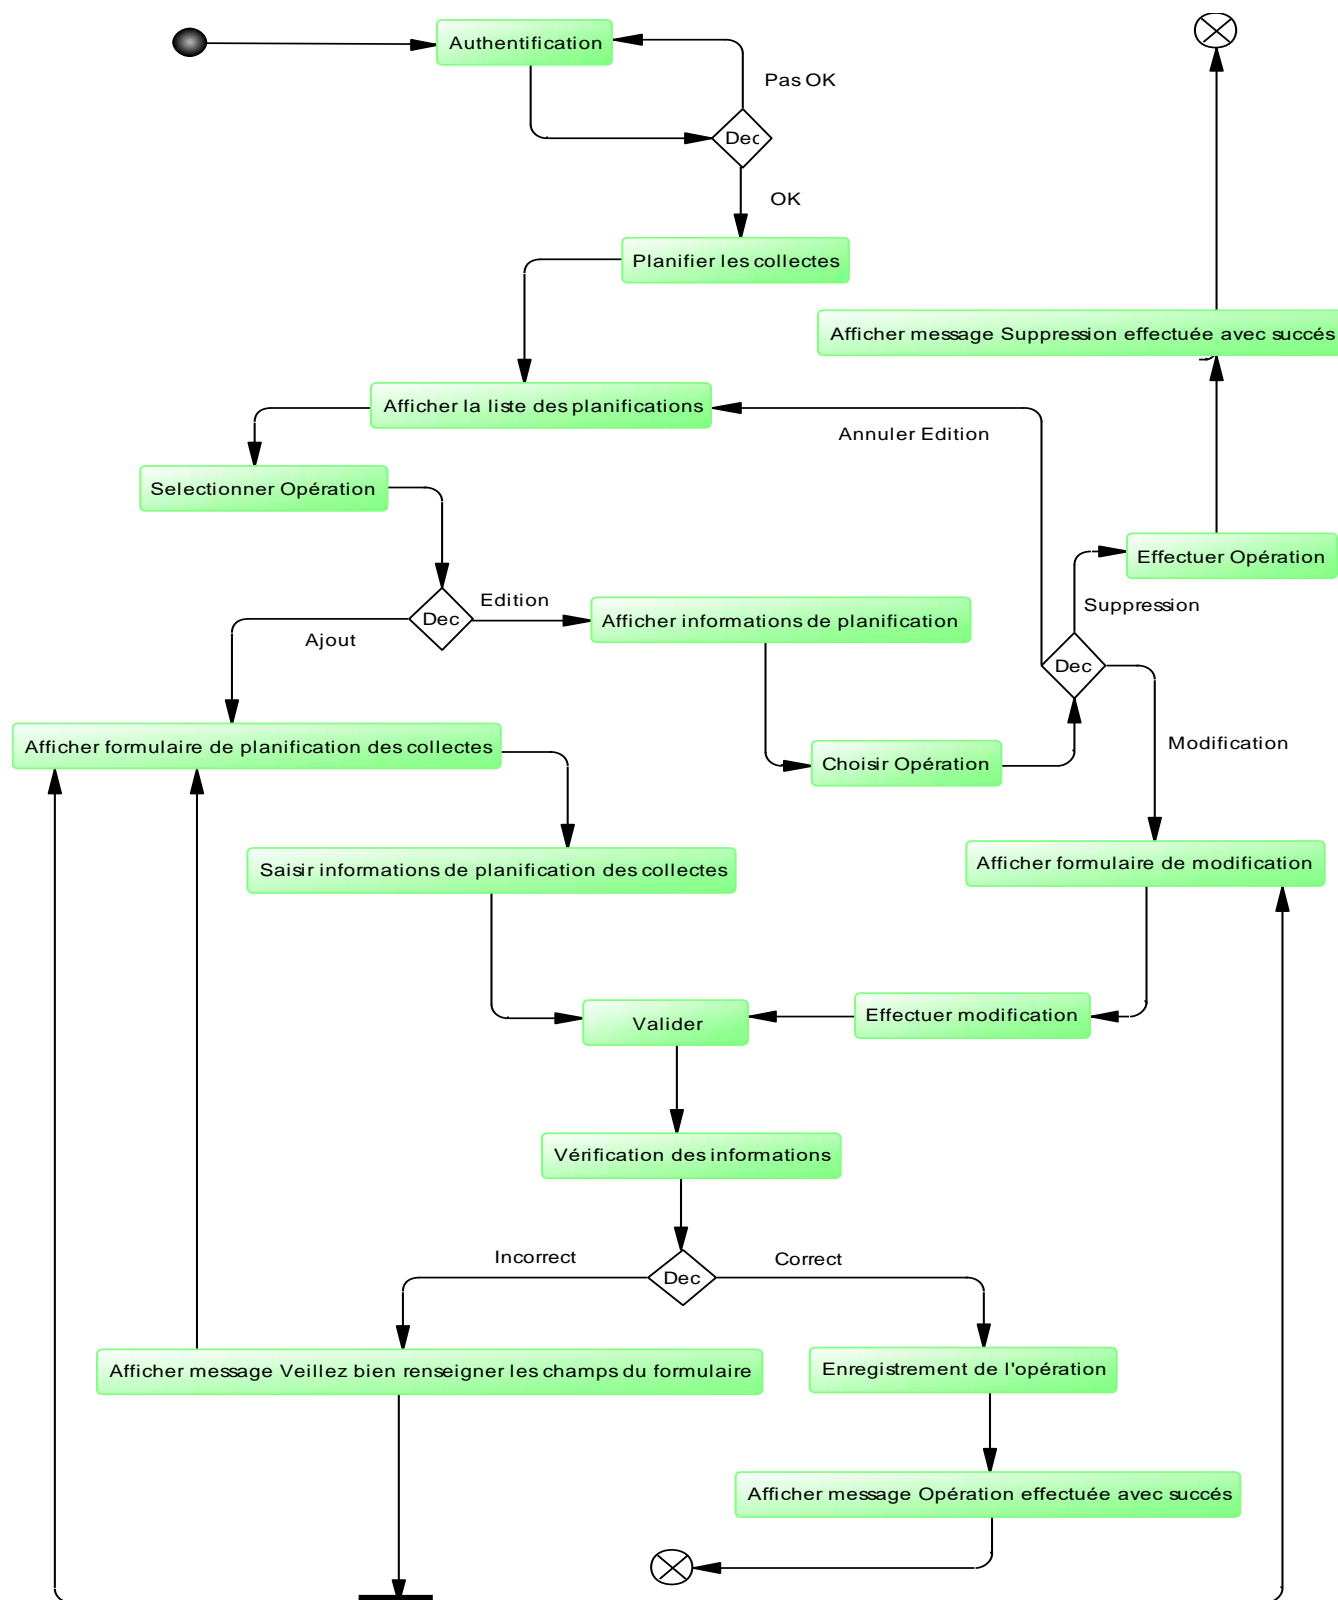 Authentification
Pas OK
Dec
OK
Planifier les collectes
Afficher message Suppression effectuée avec succés
Afficher la liste des planifications
Annuler Edition
Selectionner Opération
Effectuer Opération
Edition
Suppression
Dec
Afficher informations de planification
Ajout
Dec
Afficher formulaire de planification des collectes
Modification
Choisir Opération
Saisir informations de planification des collectes
Afficher formulaire de modification
Effectuer modification
Valider
Vérification des informations
Incorrect
Correct
Dec
Afficher message Veillez bien renseigner les champs du formulaire
Enregistrement de l'opération
Afficher message Opération effectuée avec succés